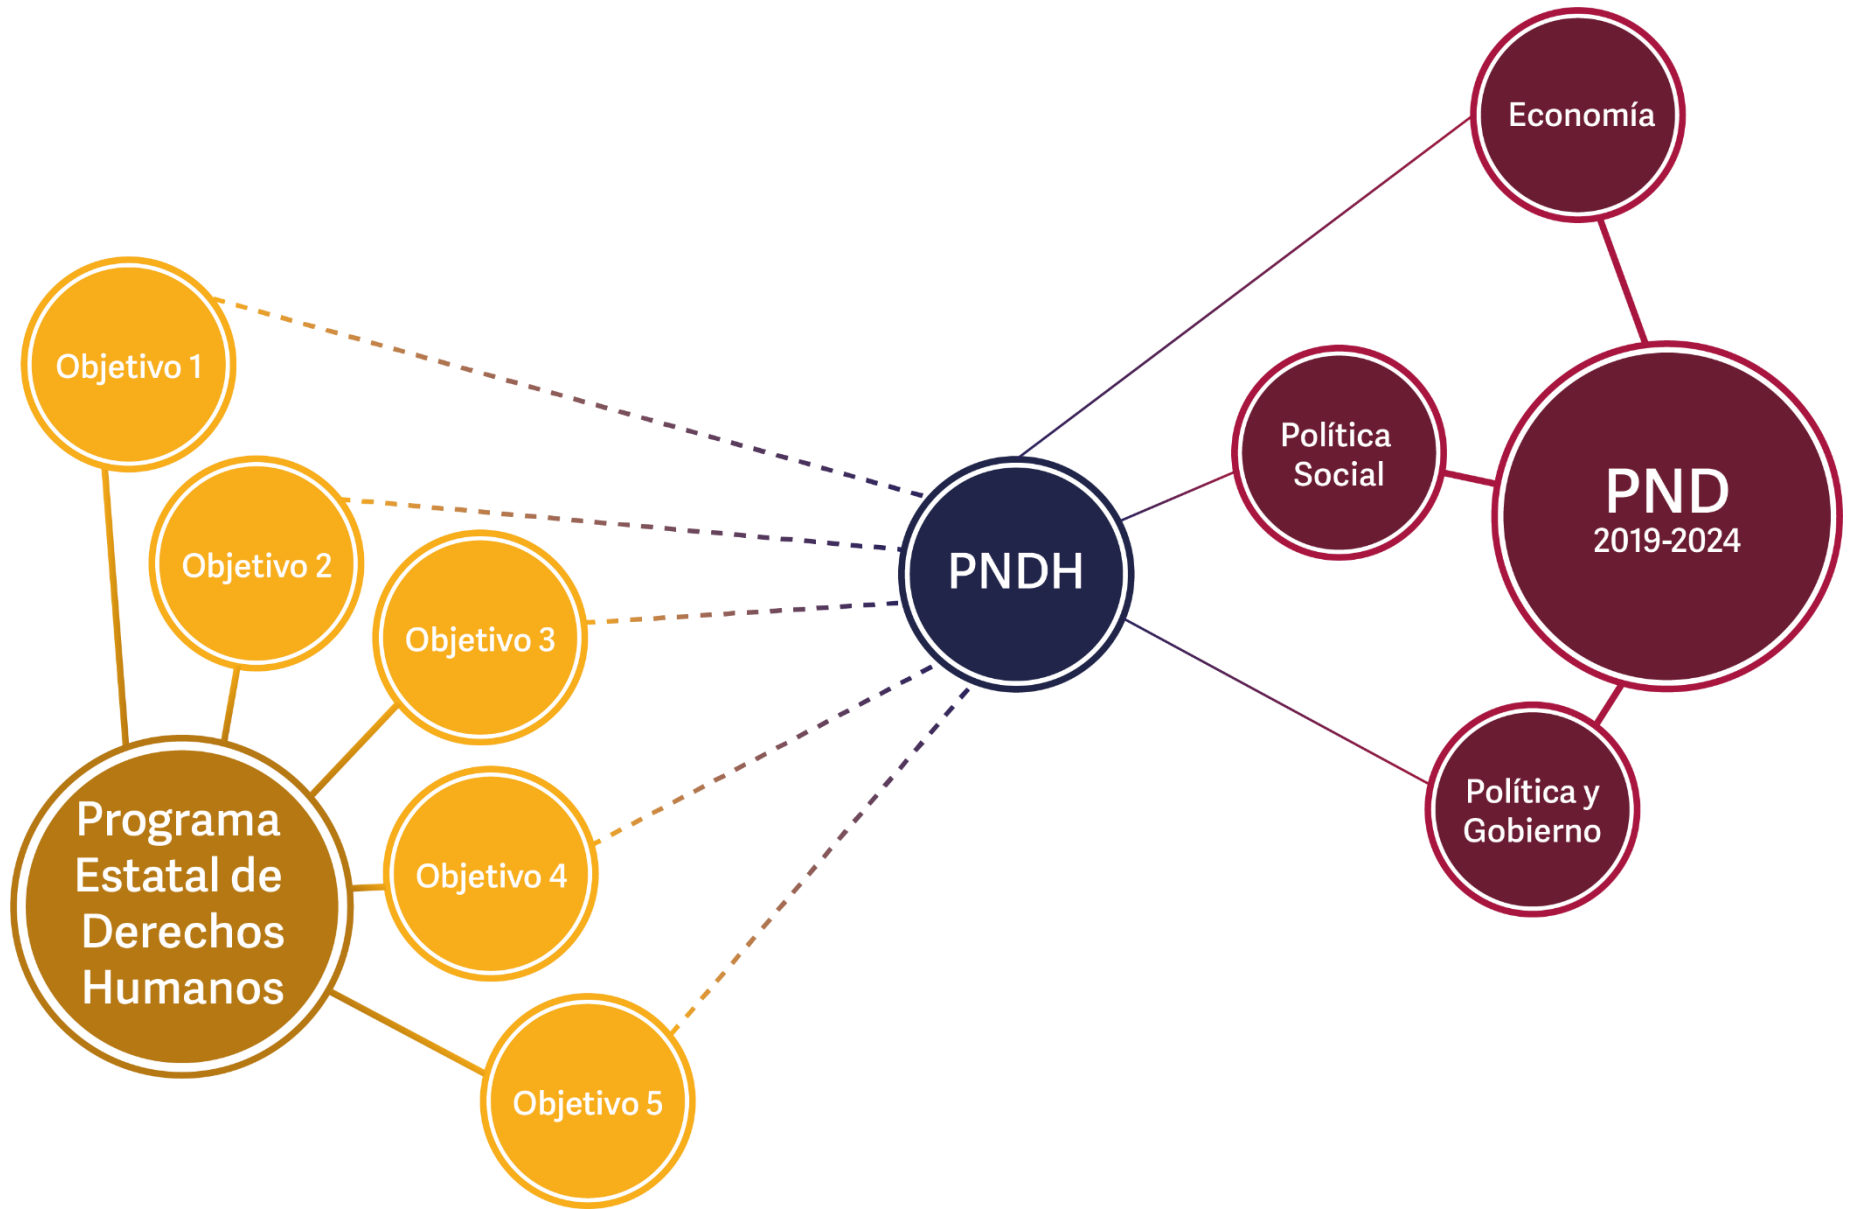 Economía
Objetivo 1
Política
Social
PND
2019-2024
Objetivo 2
PNDH
Objetivo 3
Política y
Gobierno
Programa
Estatal de
Derechos
Humanos
Objetivo 4
Objetivo 5